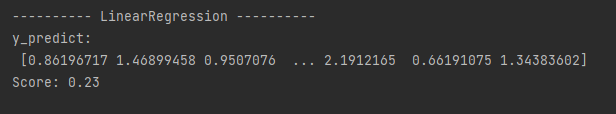 ---------- LinearRegression ----------
y_predict:
[0.86196717 1.46899458 0.9507076  ... 2.1912165  0.66191075 1.34383602]
Score: 0.23